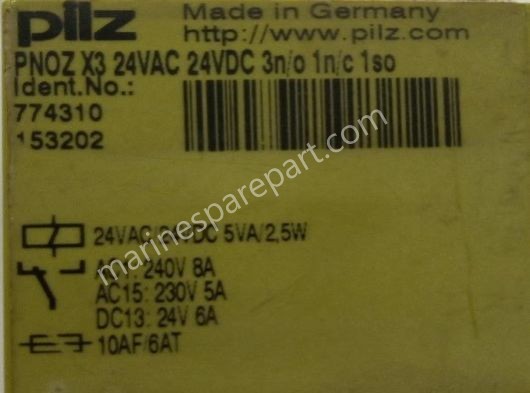 pilz
Made in Germany
http://www.pilz.com
PNOZ X3 24VAC 24VDC 3n/o 1n/c 1so
Ident.No.:
774310
153202
marinesparepart.com
24VAC/24VDC 5VA/2,5W
AC1: 240V 8A
AC15: 230V 5A
DC13: 24V 6A
10AF/6AT